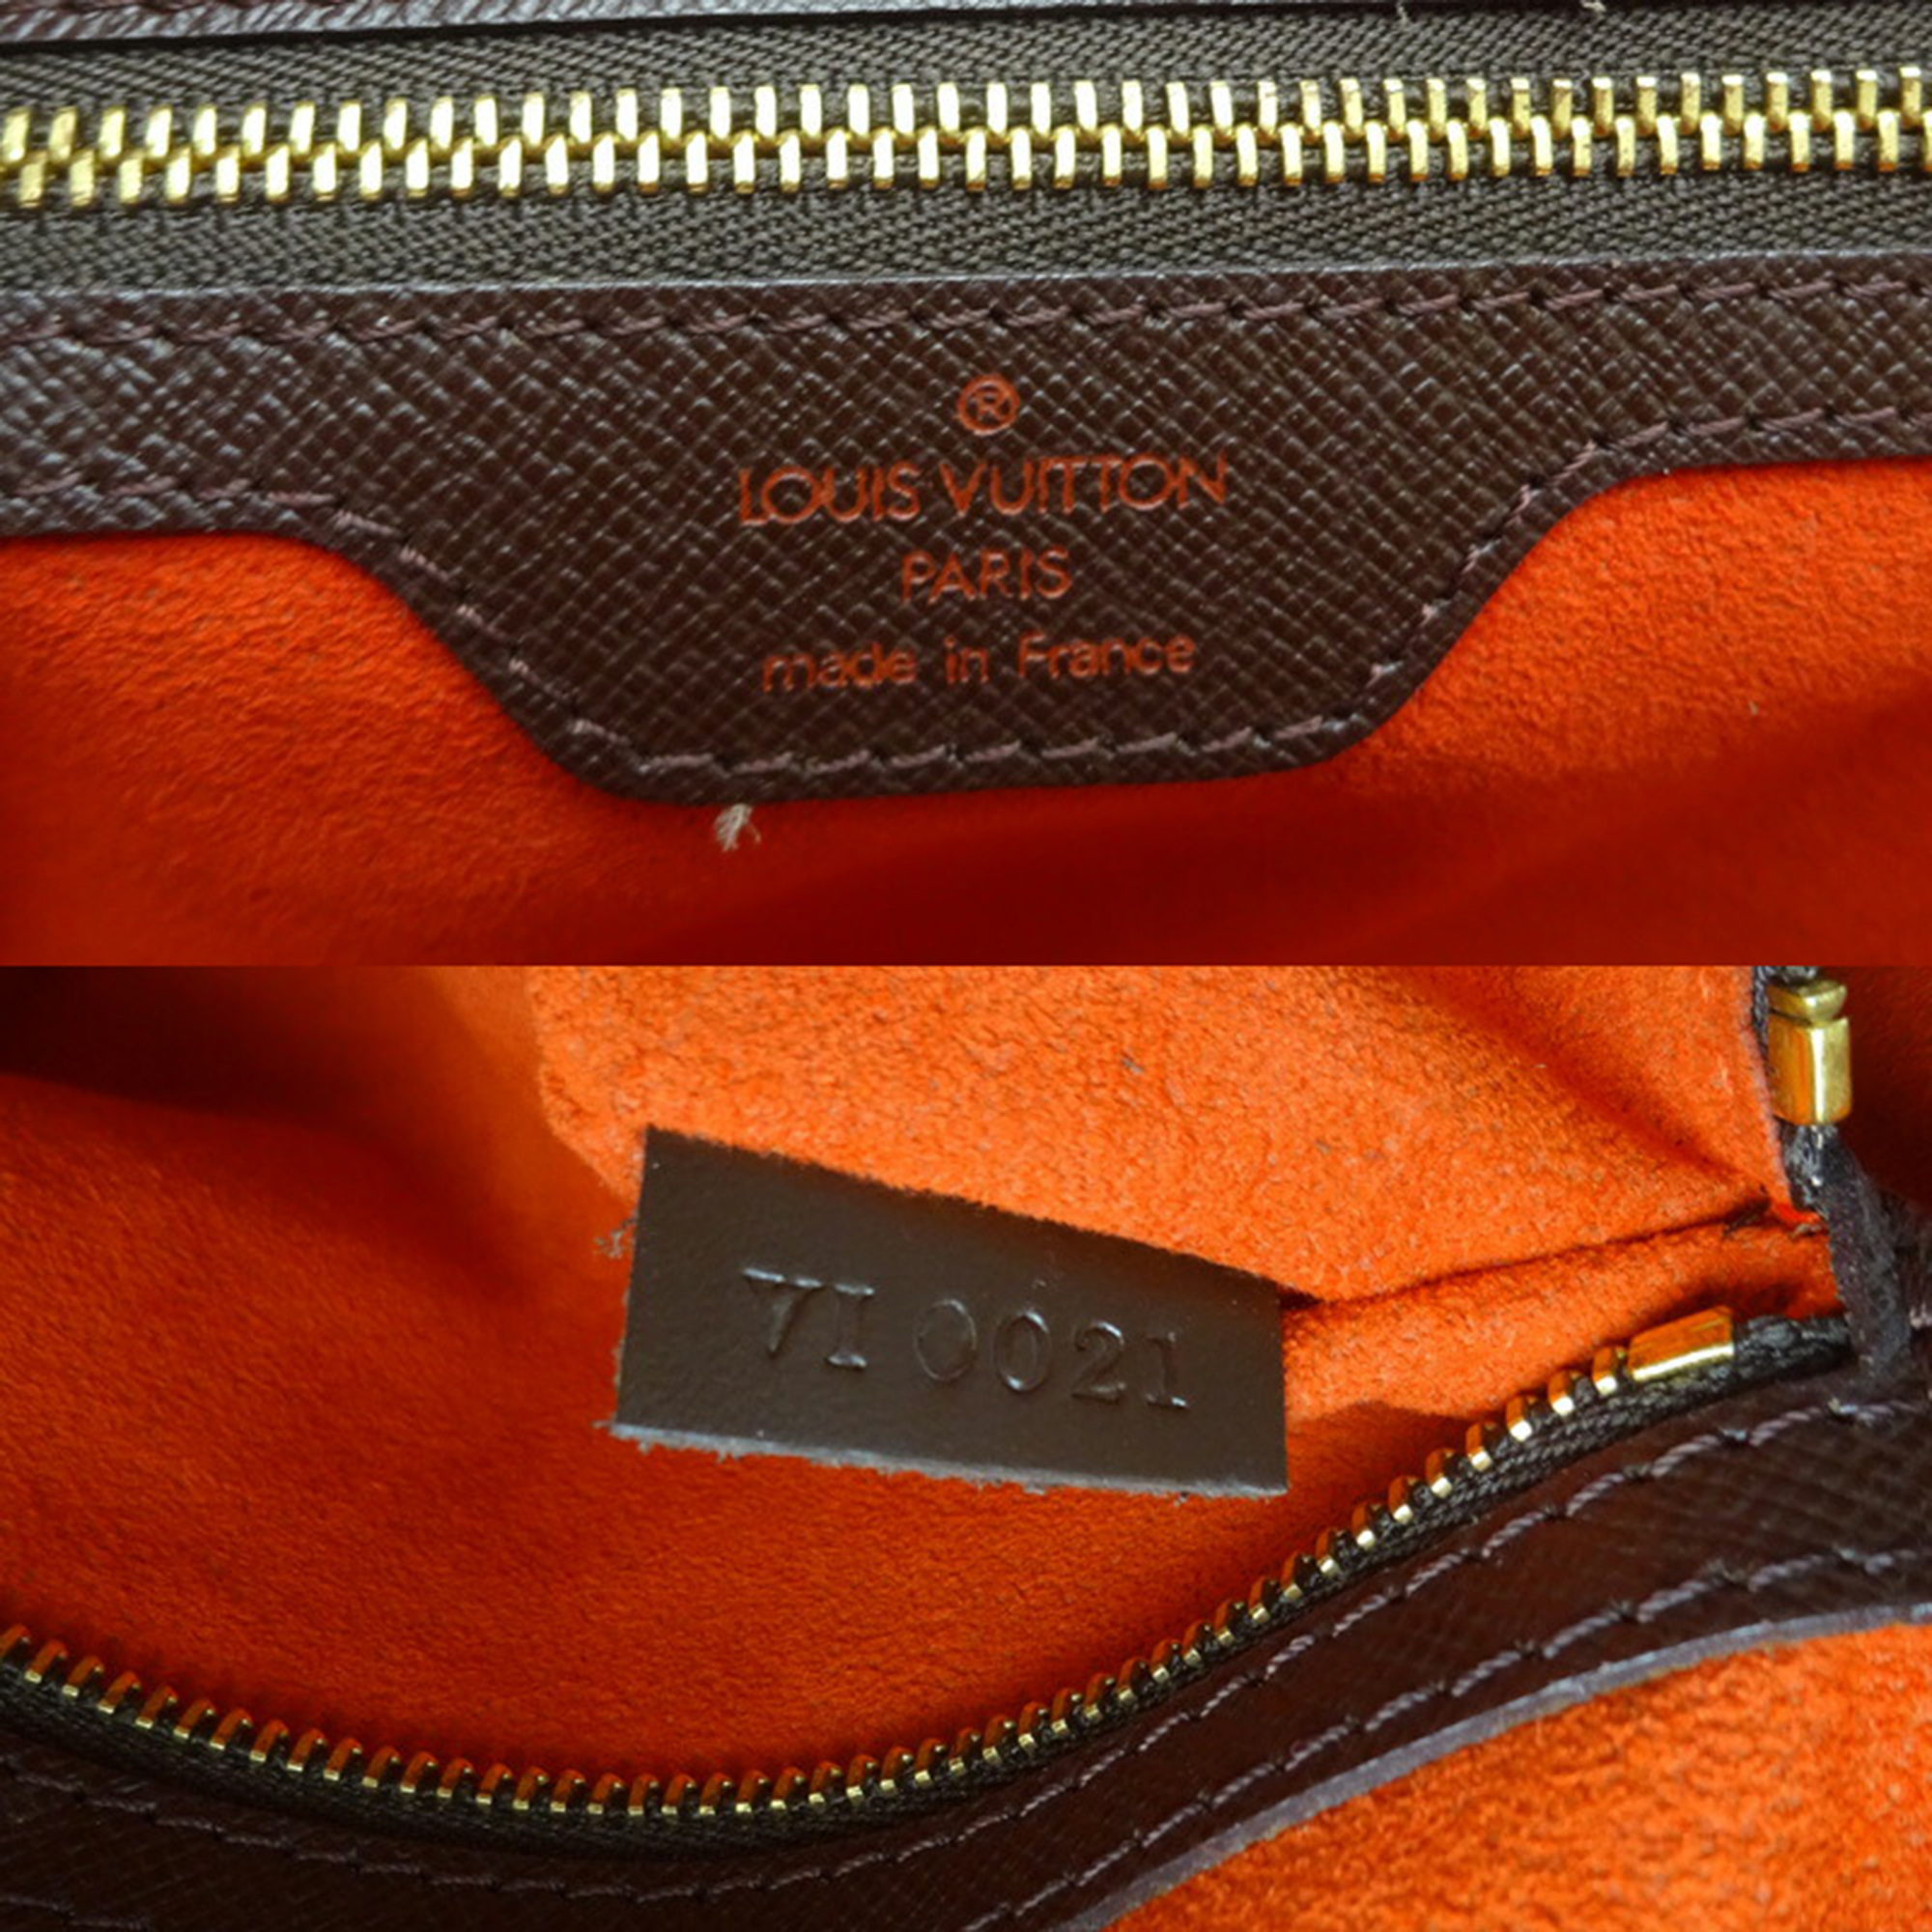 ®
LOUIS VUITTON
PARIS
made in France
VI 0021